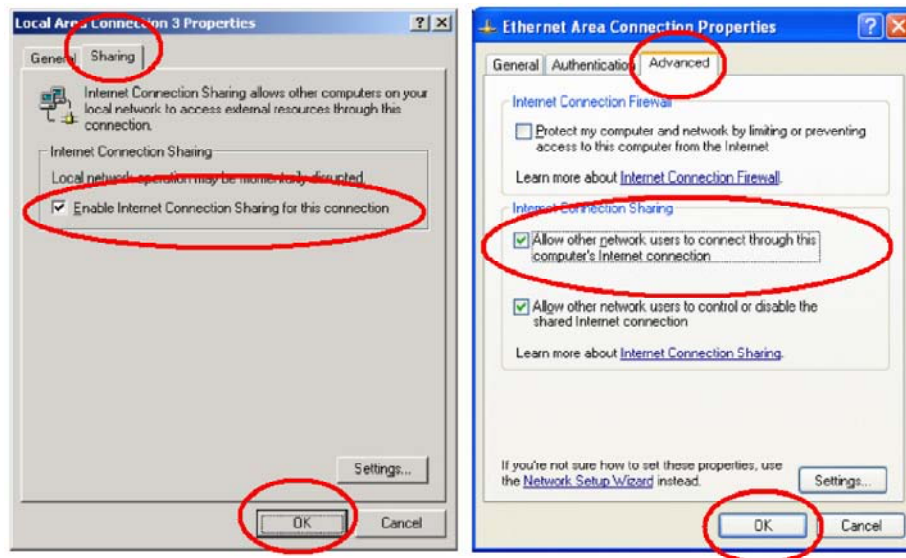 Local Area Connection 3 Properties
General
Sharing
Internet Connection Sharing allows other computers on your
local network to access external resources through this
connection.
Internet Connection Sharing
Local network operation may be momentarily disrupted.
Enable Internet Connection Sharing for this connection
Settings...
OK
Cancel
Ethernet Area Connection Properties
General
Authentication
Advanced
Internet Connection Firewall
Protect my computer and network by limiting or preventing
access to this computer from the Internet
Learn more about Internet Connection Firewall.
Internet Connection Sharing
Allow other network users to connect through this
computer's Internet connection
Allow other network users to control or disable the
shared Internet connection
Learn more about Internet Connection Sharing.
If you're not sure how to set these properties, use
the Network Setup Wizard instead.
Settings...
OK
Cancel